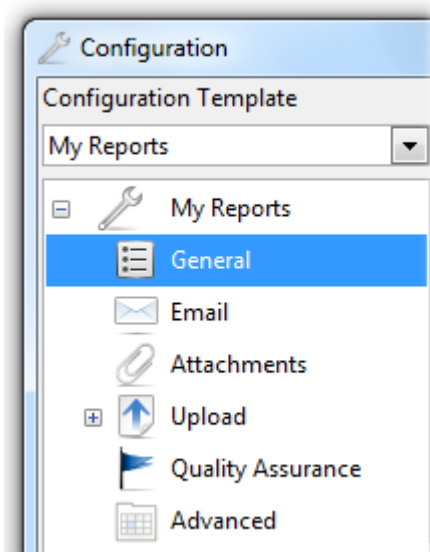 Configuration
Configuration Template
My Reports
My Reports
General
Email
Attachments
Upload
Quality Assurance
Advanced